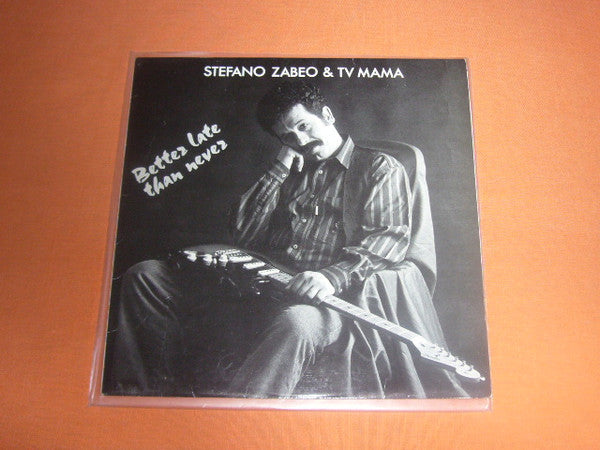 STEFANO ZABEO & TV MAMA
Better late
than never